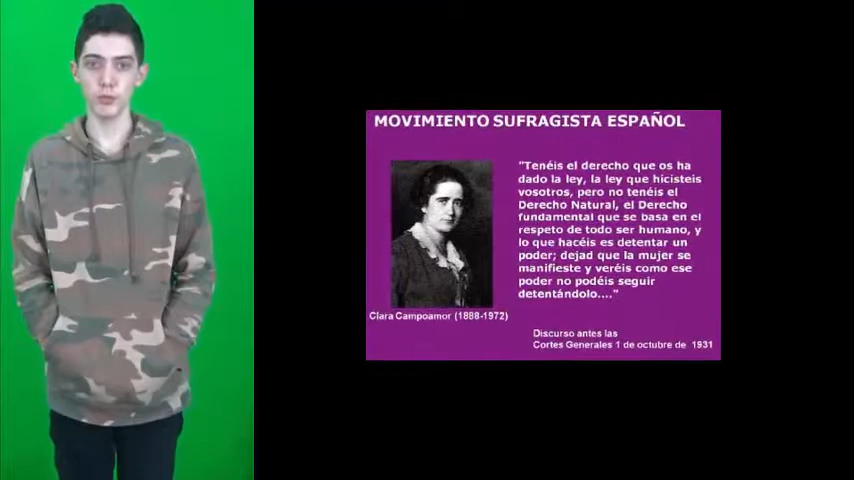 MOVIMIENTO SUFRAGISTA ESPAÑOL
"Tenéis el derecho que os ha
dado la ley, la ley que hicisteis
vosotros, pero no tenéis el
Derecho Natural, el Derecho
fundamental que se basa en el
respeto de todo ser humano, y
lo que hacéis es detentar un
poder; dejad que la mujer se
manifieste y veréis como ese
poder no podéis seguir
detentándolo...."
Clara Campoamor (1888-1972)
Discurso antes las
Cortes Generales 1 de octubre de 1931